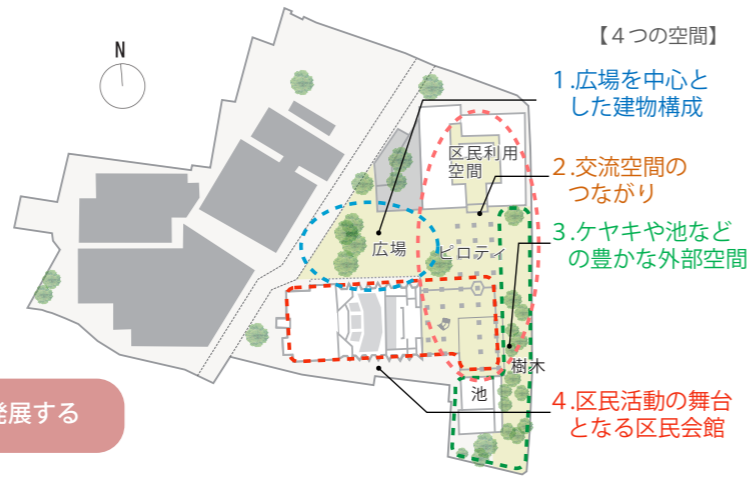 N
【４つの空間】
１.広場を中心と
した建物構成
区民利用
空間
２.交流空間の
つながり
広場
ピロティ
３.ケヤキや池など
の豊かな外部空間
樹木
池
発展する
４.区民活動の舞台
となる区民会館